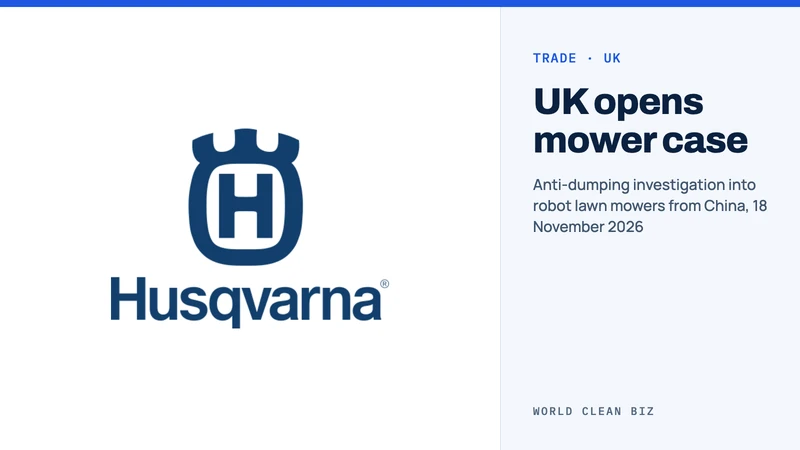 H
Husqvarna®
TRADE · UK
UK opens
mower case
Anti-dumping investigation into
robot lawn mowers from China, 18
November 2026
WORLD CLEAN BIZ